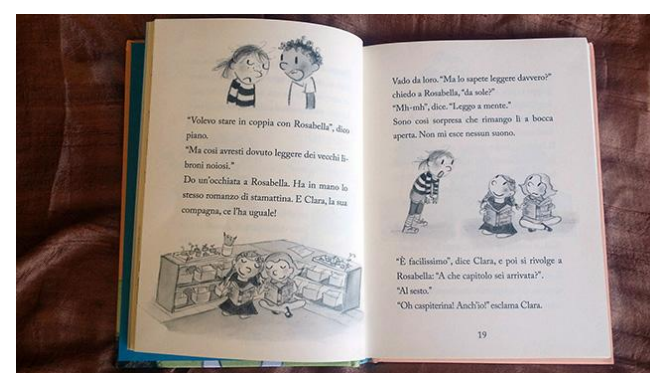 "Volevo stare in coppia con Rosabella", dico
piano.
"Ma così avresti dovuto leggere dei vecchi li-
broni noiosi."
Do un'occhiata a Rosabella. Ha in mano lo
stesso romanzo di stamattina. E Clara, la sua
compagna, ce l'ha uguale!
Vado da loro. "Ma lo sapete leggere davvero?"
chiedo a Rosabella, "da sole?"
"Mh-mh", dice. "Leggo a mente."
Sono così sorpresa che rimango lì a bocca
aperta. Non mi esce nessun suono.
"È facilissimo", dice Clara, e poi si rivolge a
Rosabella: "A che capitolo sei arrivata?".
"Al sesto."
"Oh caspiterina! Anch'io!" esclama Clara.
19